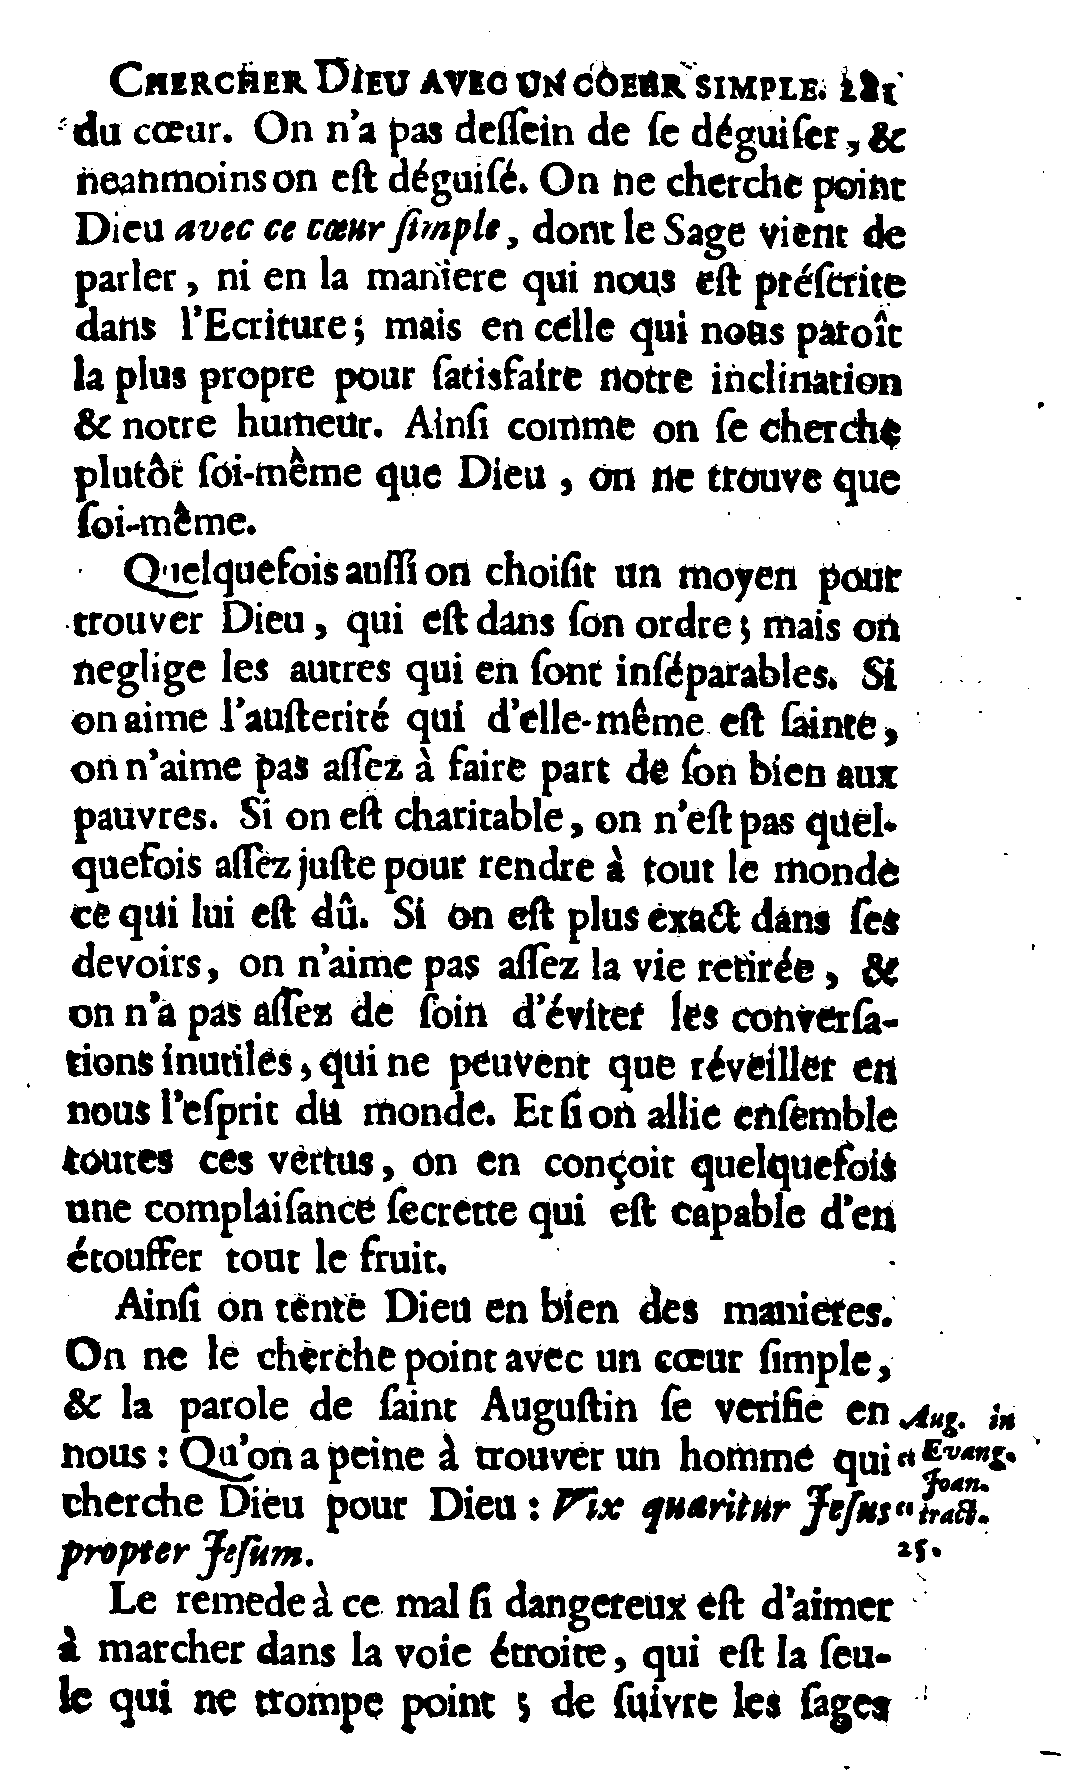 CHERCHER DIEU AVEC UN COEUR SIMPLE.
du cœur. On n'a pas deſſein de ſe déguiſer, &
neanmoins on eſt déguiſé. On ne cherche point
Dieu avec ce cœur ſimple, dont le Sage vient de
parler, ni en la maniere qui nous eſt préſcrite
dans l'Ecriture; mais en celle qui nous paroît
la plus propre pour ſatisfaire notre inclination
& notre humeur. Ainſi comme on ſe cherche
plutôt ſoi-même que Dieu, on ne trouve que
ſoi-même.
Quelquefois auſſi on choiſit un moyen pour
trouver Dieu, qui eſt dans ſon ordre; mais on
neglige les autres qui en ſont inſéparables. Si
on aime l'auſterité qui d'elle-même eſt ſainte,
on n'aime pas aſſez à faire part de ſon bien aux
pauvres. Si on eſt charitable, on n'eſt pas quel-
quefois aſſez juſte pour rendre à tout le monde
ce qui lui eſt dû. Si on eſt plus exact dans ſes
devoirs, on n'aime pas aſſez la vie retirée, &
on n'a pas aſſez de ſoin d'éviter les converſa-
tions inutiles, qui ne peuvent que réveiller en
nous l'eſprit du monde. Et ſi on allie enſemble
toutes ces vertus, on en conçoit quelquefois
une complaiſance ſecrette qui eſt capable d'en
étouffer tout le fruit.
Ainſi on tente Dieu en bien des manieres.
On ne le cherche point avec un cœur ſimple,
& la parole de ſaint Auguſtin ſe verifie en
nous : Qu'on a peine à trouver un homme qui
cherche Dieu pour Dieu : Vix quæritur Jeſus
propter Jeſum.
Aug. in
“ Evang.
Joan.
“ tract.
25.
Le remede à ce mal ſi dangereux eſt d'aimer
à marcher dans la voie étroite, qui eſt la ſeu-
le qui ne trompe point ; de ſuivre les ſages